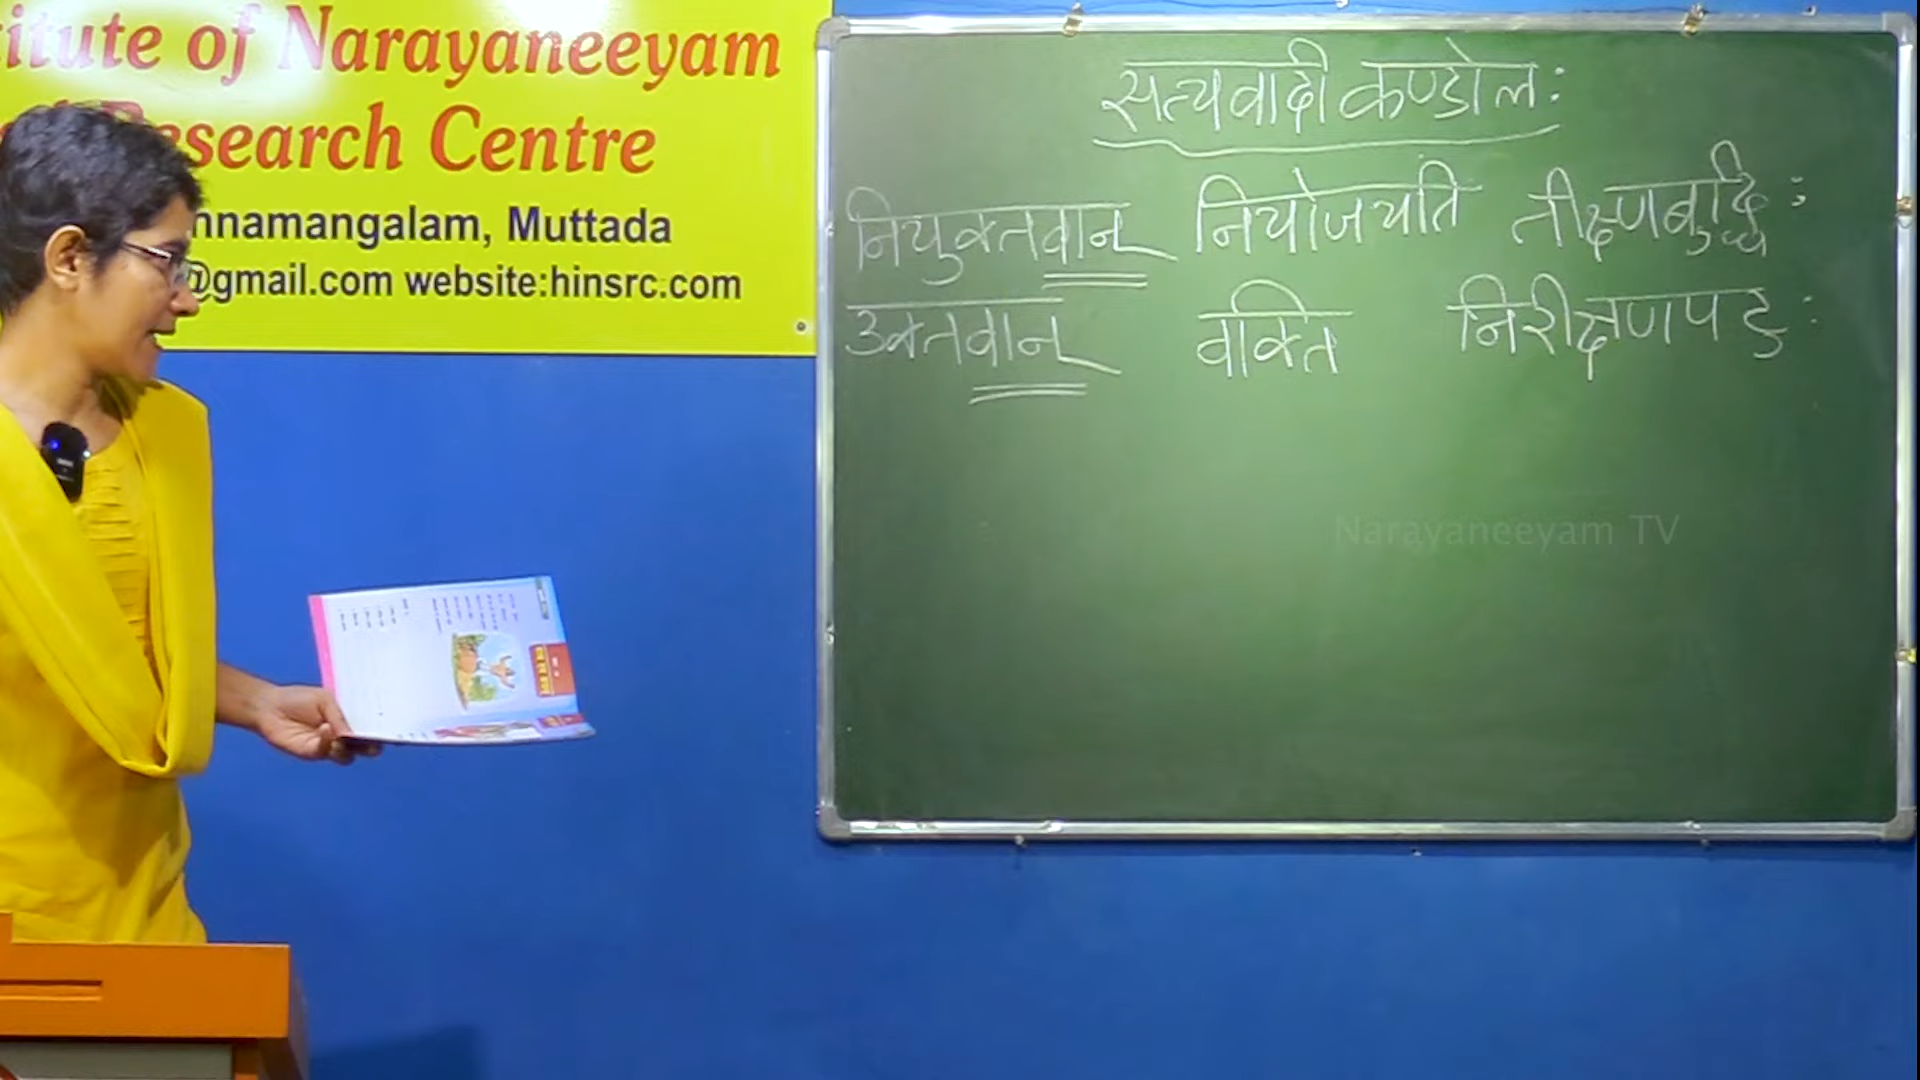 itute of Narayaneeyam
Research Centre
nnamangalam, Muttada
@gmail.com website:hinsrc.com
सत्यवादी कण्डोलः
नियुक्तवान् नियोजयति तीक्ष्णबुद्धिः
उक्तवान् वक्ति निरीक्षणपटुः
Narayaneeyam TV